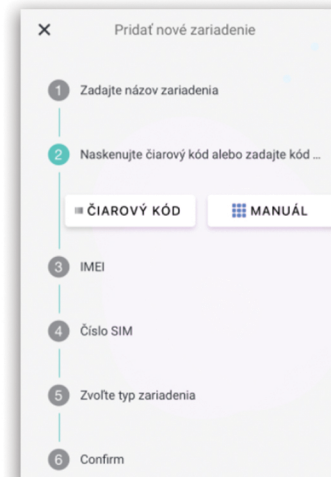 × Pridať nové zariadenie
1 Zadajte názov zariadenia
2 Naskenujte čiarový kód alebo zadajte kód ...
ČIAROVÝ KÓD MANUÁL
3 IMEI
4 Číslo SIM
5 Zvoľte typ zariadenia
6 Confirm